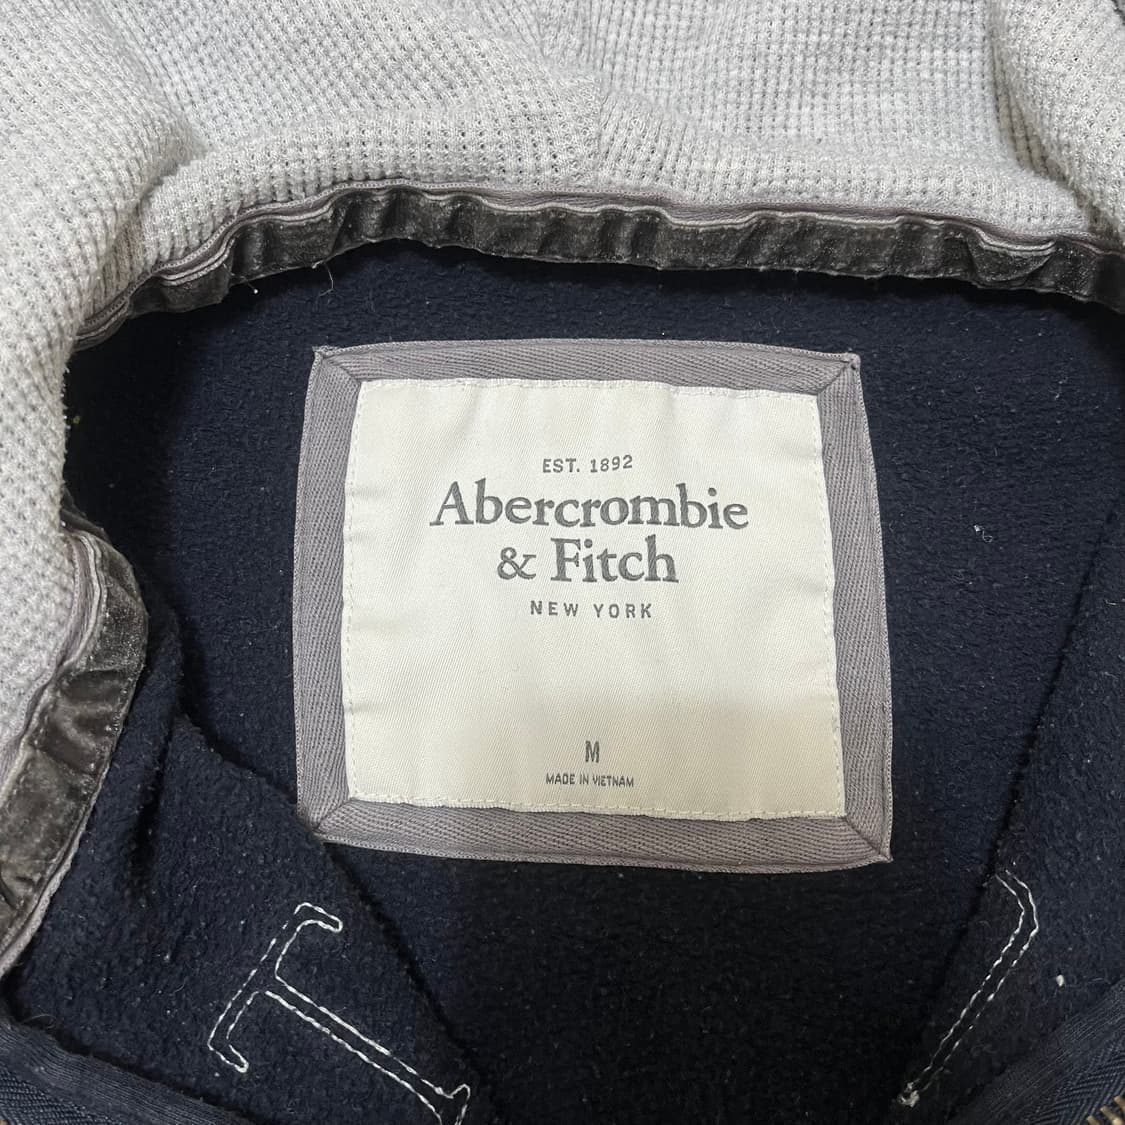 EST. 1892
Abercrombie
& Fitch
NEW YORK
M
MADE IN VIETNAM